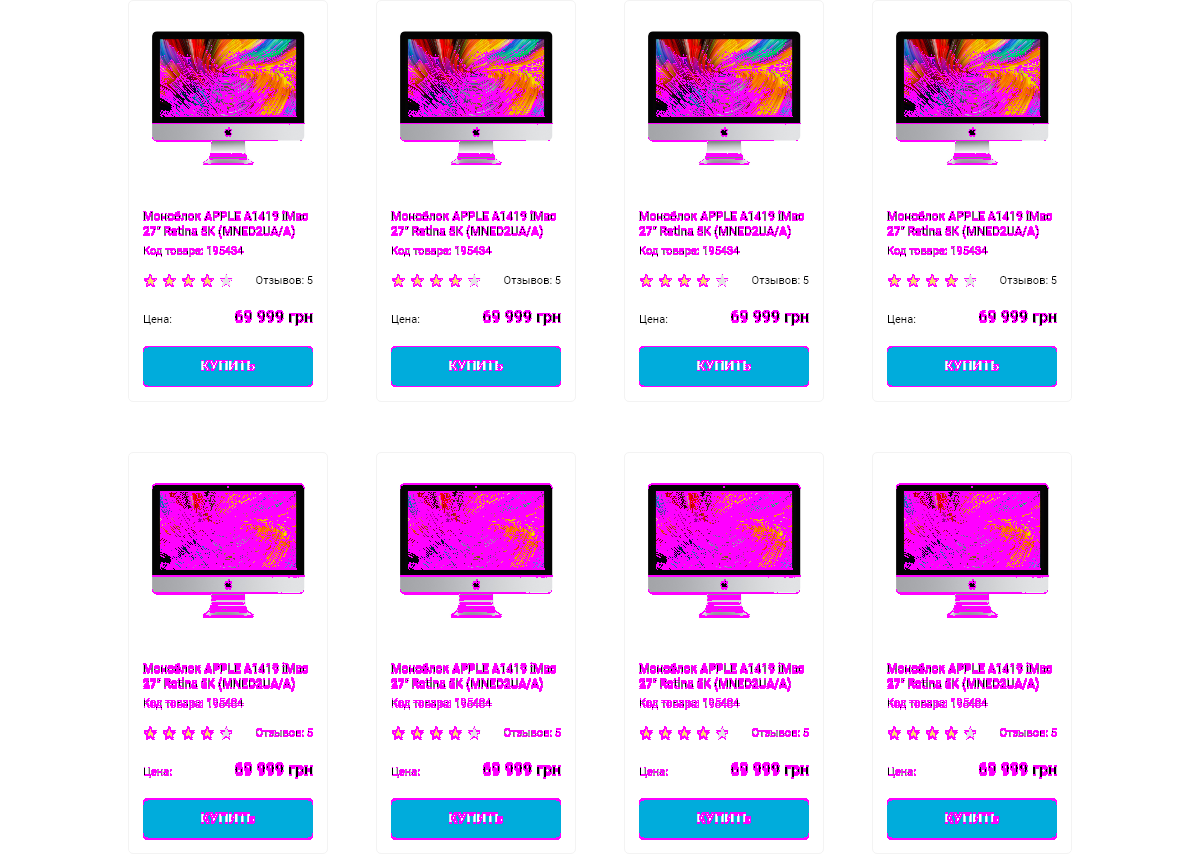 Моноблок APPLE A1419 iMac Моноблок APPLE A1419 iMac Моноблок APPLE A1419 iMac Моноблок APPLE A1419 iMac
27" Retina 5K (MNED2UA/A) 27" Retina 5K (MNED2UA/A) 27" Retina 5K (MNED2UA/A) 27" Retina 5K (MNED2UA/A)
Код товара: 195434 Код товара: 195434 Код товара: 195434 Код товара: 195434
Отзывов: 5 Отзывов: 5 Отзывов: 5 Отзывов: 5
Цена: 69 999 грн Цена: 69 999 грн Цена: 69 999 грн Цена: 69 999 грн
КУПИТЬ КУПИТЬ КУПИТЬ КУПИТЬ
Моноблок APPLE A1419 iMac Моноблок APPLE A1419 iMac Моноблок APPLE A1419 iMac Моноблок APPLE A1419 iMac
27" Retina 5K (MNED2UA/A) 27" Retina 5K (MNED2UA/A) 27" Retina 5K (MNED2UA/A) 27" Retina 5K (MNED2UA/A)
Код товара: 195434 Код товара: 195434 Код товара: 195434 Код товара: 195434
Отзывов: 5 Отзывов: 5 Отзывов: 5 Отзывов: 5
Цена: 69 999 грн Цена: 69 999 грн Цена: 69 999 грн Цена: 69 999 грн
КУПИТЬ КУПИТЬ КУПИТЬ КУПИТЬ